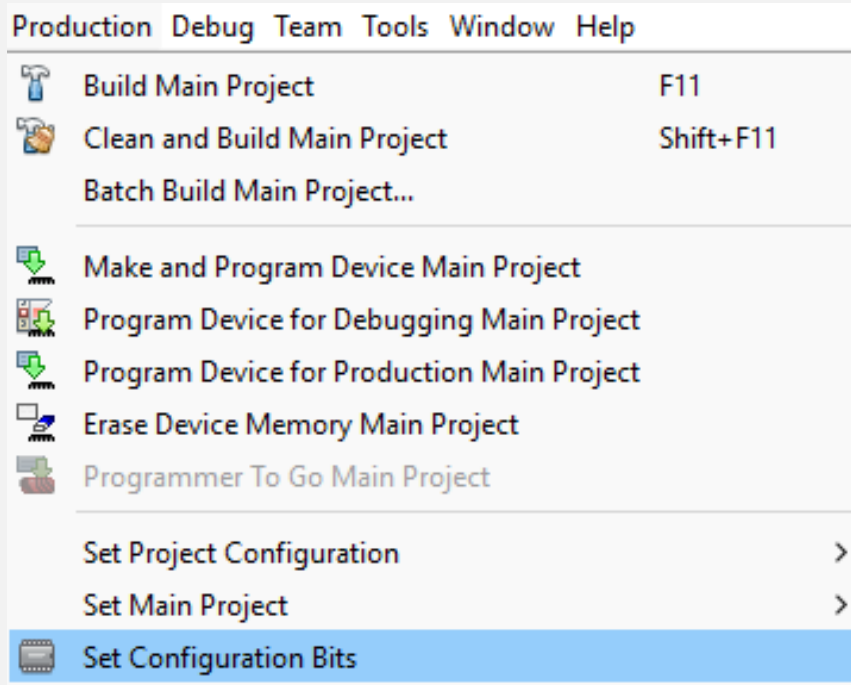 Production Debug Team Tools Window Help
Build Main Project F11
Clean and Build Main Project Shift+F11
Batch Build Main Project...
Make and Program Device Main Project
Program Device for Debugging Main Project
Program Device for Production Main Project
Erase Device Memory Main Project
Programmer To Go Main Project
Set Project Configuration
Set Main Project
Set Configuration Bits